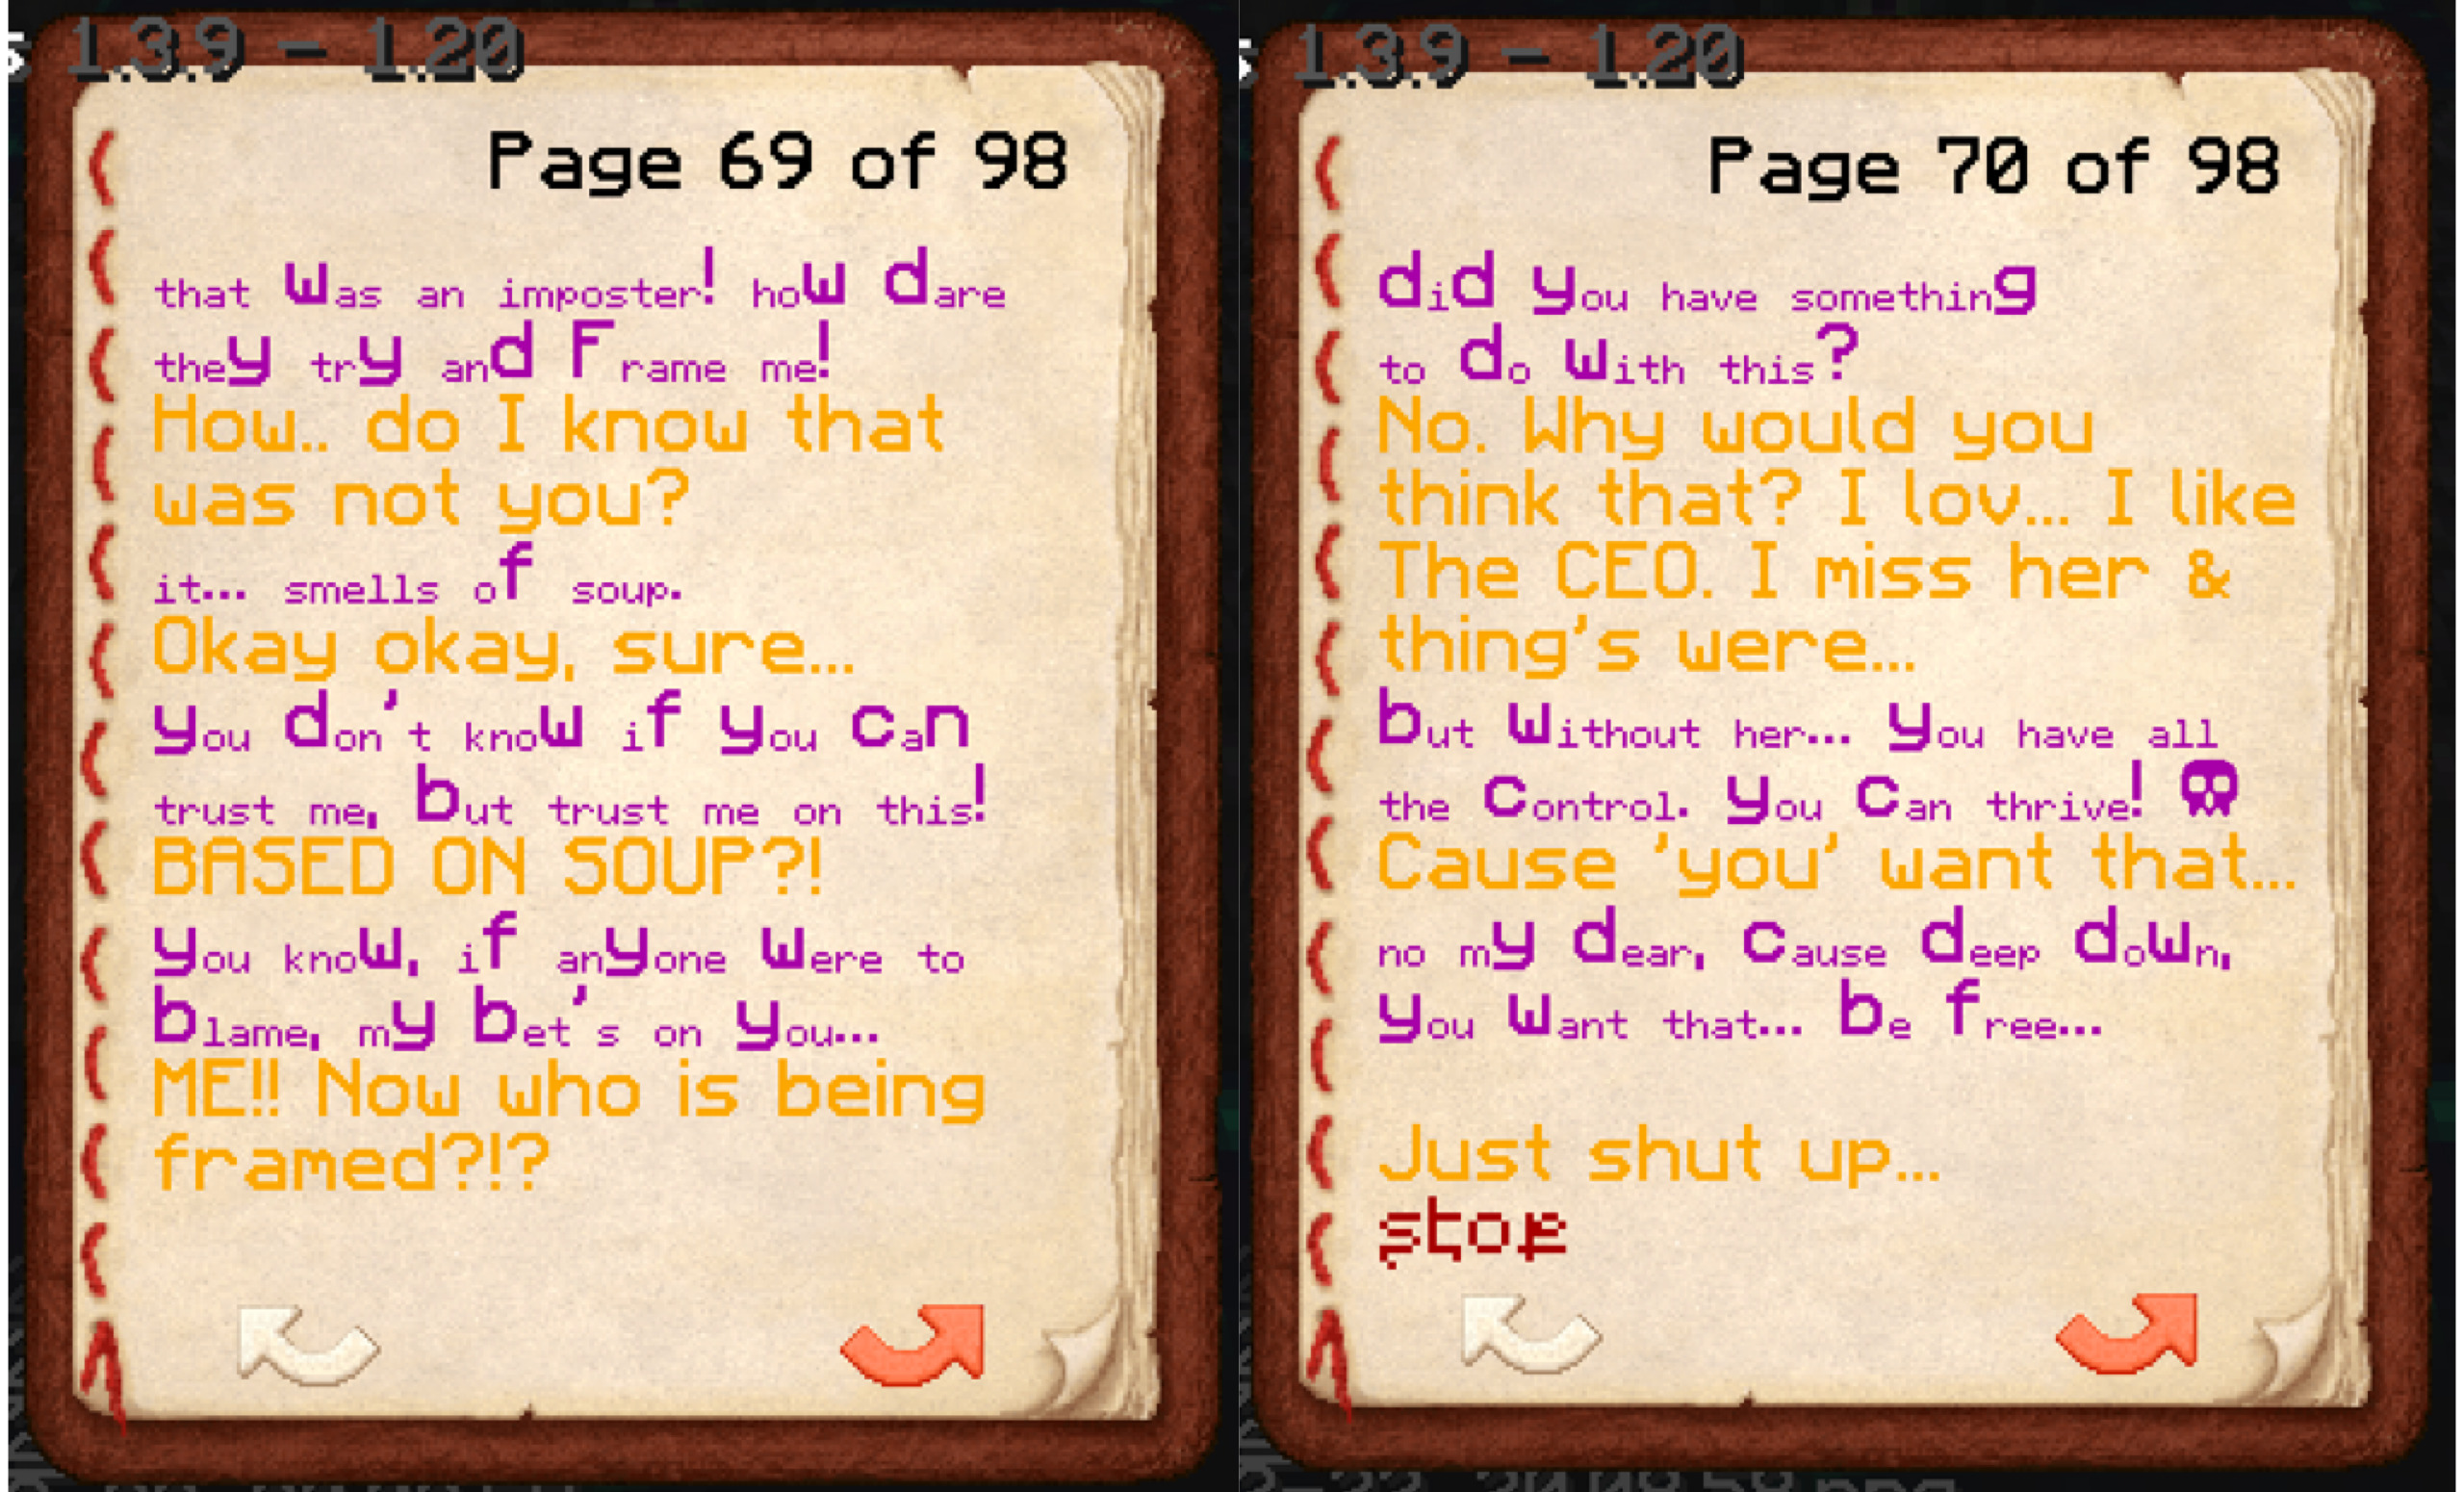 1.3.9 - 1.20
Page 69 of 98
that was an imposter! how dare
they try and Frame me!
How.. do I know that
was not you?
it... smells of soup.
Okay okay, sure...
you don't know if you can
trust me, but trust me on this!
BASED ON SOUP?!
you know, if anyone were to
blame, my bet's on you...
ME!! Now who is being
framed?!?
1.3.9 - 1.20
Page 70 of 98
did you have something
to do with this?
No. Why would you
think that? I lov... I like
The CEO. I miss her &
thing's were...
but without her... you have all
the control. you can thrive! 💀
Cause 'you' want that...
no my dear, cause deep down,
you want that... be free...
Just shut up...